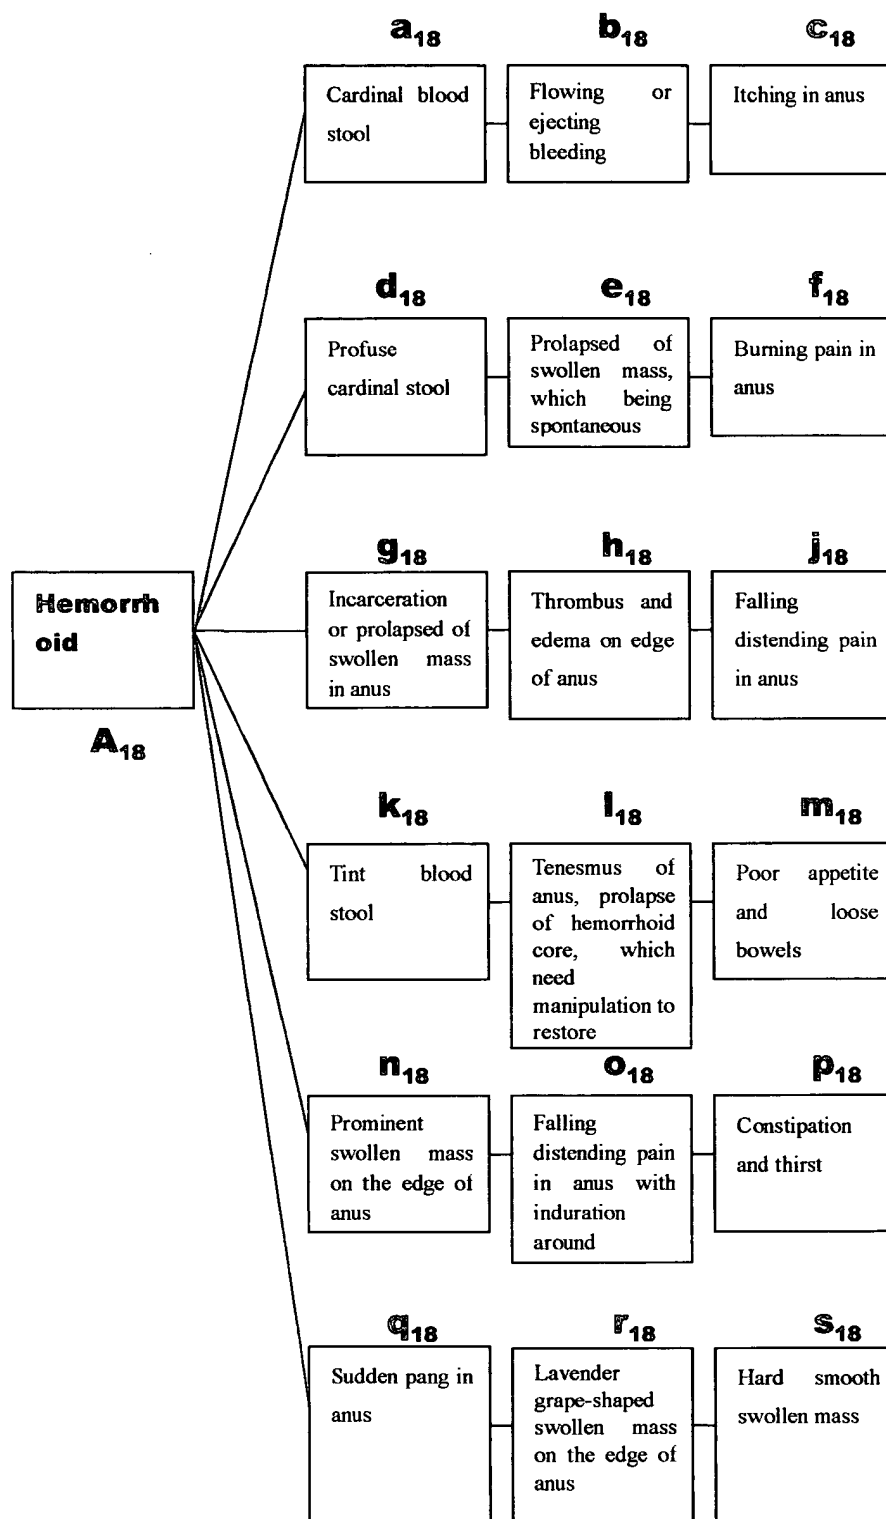 a18
b18
c18
Cardinal blood
stool
Flowing or
ejecting
bleeding
Itching in anus
d18
e18
f18
Profuse
cardinal stool
Prolapsed of
swollen mass,
which being
spontaneous
Burning pain in
anus
Hemorrh
oid
A18
g18
h18
j18
Incarceration
or prolapsed of
swollen mass
in anus
Thrombus and
edema on edge
of anus
Falling
distending pain
in anus
k18
l18
m18
Tint blood
stool
Tenesmus of
anus, prolapse
of hemorrhoid
core, which
need
manipulation to
restore
Poor appetite
and loose
bowels
n18
o18
p18
Prominent
swollen mass
on the edge of
anus
Falling
distending pain
in anus with
induration
around
Constipation
and thirst
q18
r18
s18
Sudden pang in
anus
Lavender
grape-shaped
swollen mass
on the edge of
anus
Hard smooth
swollen mass